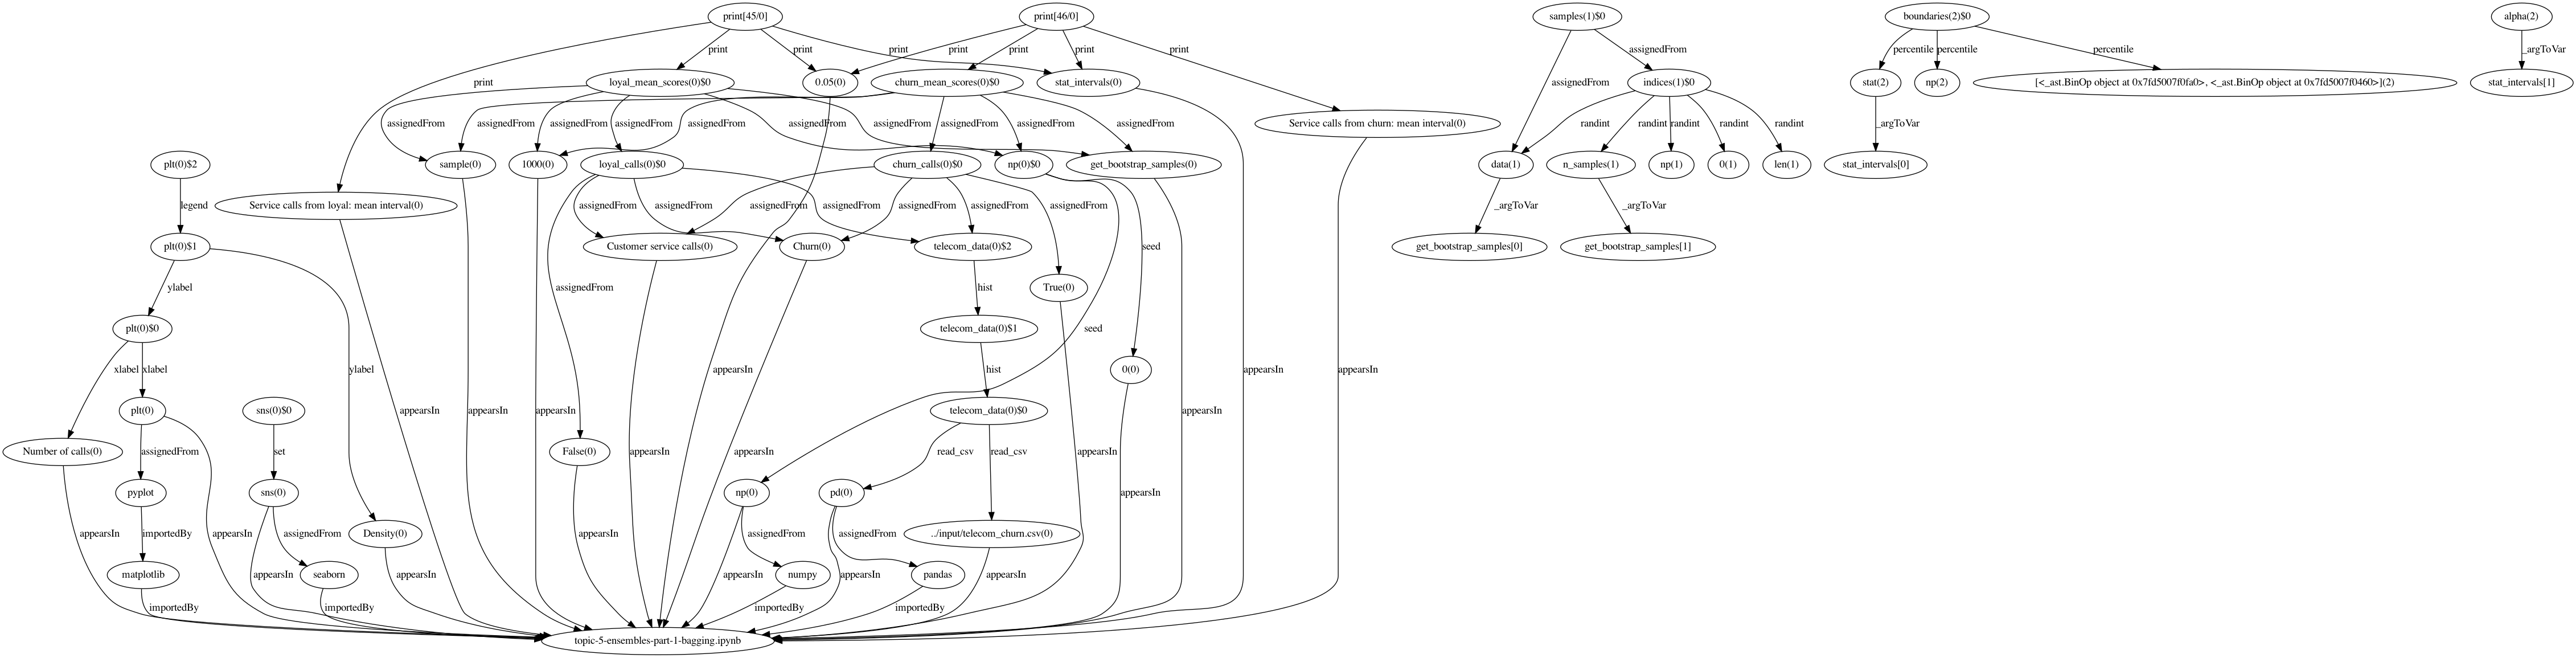 print[45/0]
print[46/0]
samples(1)$0
boundaries(2)$0
alpha(2)
print
print
print
print
print
print
assignedFrom
percentile
percentile
percentile
_argToVar
loyal_mean_scores(0)$0
0.05(0)
churn_mean_scores(0)$0
stat_intervals(0)
print
print
assignedFrom
indices(1)$0
stat(2)
np(2)
[<_ast.BinOp object at 0x7fd5007f0fa0>, <_ast.BinOp object at 0x7fd5007f0460>](2)
stat_intervals[1]
assignedFrom
assignedFrom
assignedFrom
assignedFrom
assignedFrom
assignedFrom
assignedFrom
assignedFrom
assignedFrom
assignedFrom
Service calls from churn: mean interval(0)
randint
randint
randint
randint
randint
_argToVar
plt(0)$2
sample(0)
1000(0)
loyal_calls(0)$0
churn_calls(0)$0
np(0)$0
get_bootstrap_samples(0)
data(1)
n_samples(1)
np(1)
0(1)
len(1)
stat_intervals[0]
legend
Service calls from loyal: mean interval(0)
assignedFrom
assignedFrom
assignedFrom
assignedFrom
assignedFrom
assignedFrom
assignedFrom
_argToVar
_argToVar
plt(0)$1
Customer service calls(0)
Churn(0)
telecom_data(0)$2
seed
get_bootstrap_samples[0]
get_bootstrap_samples[1]
ylabel
assignedFrom
hist
True(0)
plt(0)$0
telecom_data(0)$1
seed
xlabel
xlabel
ylabel
appearsIn
hist
0(0)
appearsIn
appearsIn
plt(0)
sns(0)$0
appearsIn
appearsIn
appearsIn
telecom_data(0)$0
appearsIn
Number of calls(0)
assignedFrom
set
False(0)
appearsIn
appearsIn
read_csv
read_csv
appearsIn
pyplot
sns(0)
np(0)
pd(0)
appearsIn
appearsIn
importedBy
appearsIn
assignedFrom
Density(0)
appearsIn
assignedFrom
assignedFrom
../input/telecom_churn.csv(0)
matplotlib
appearsIn
seaborn
appearsIn
appearsIn
numpy
appearsIn
pandas
appearsIn
importedBy
importedBy
importedBy
importedBy
topic-5-ensembles-part-1-bagging.ipynb